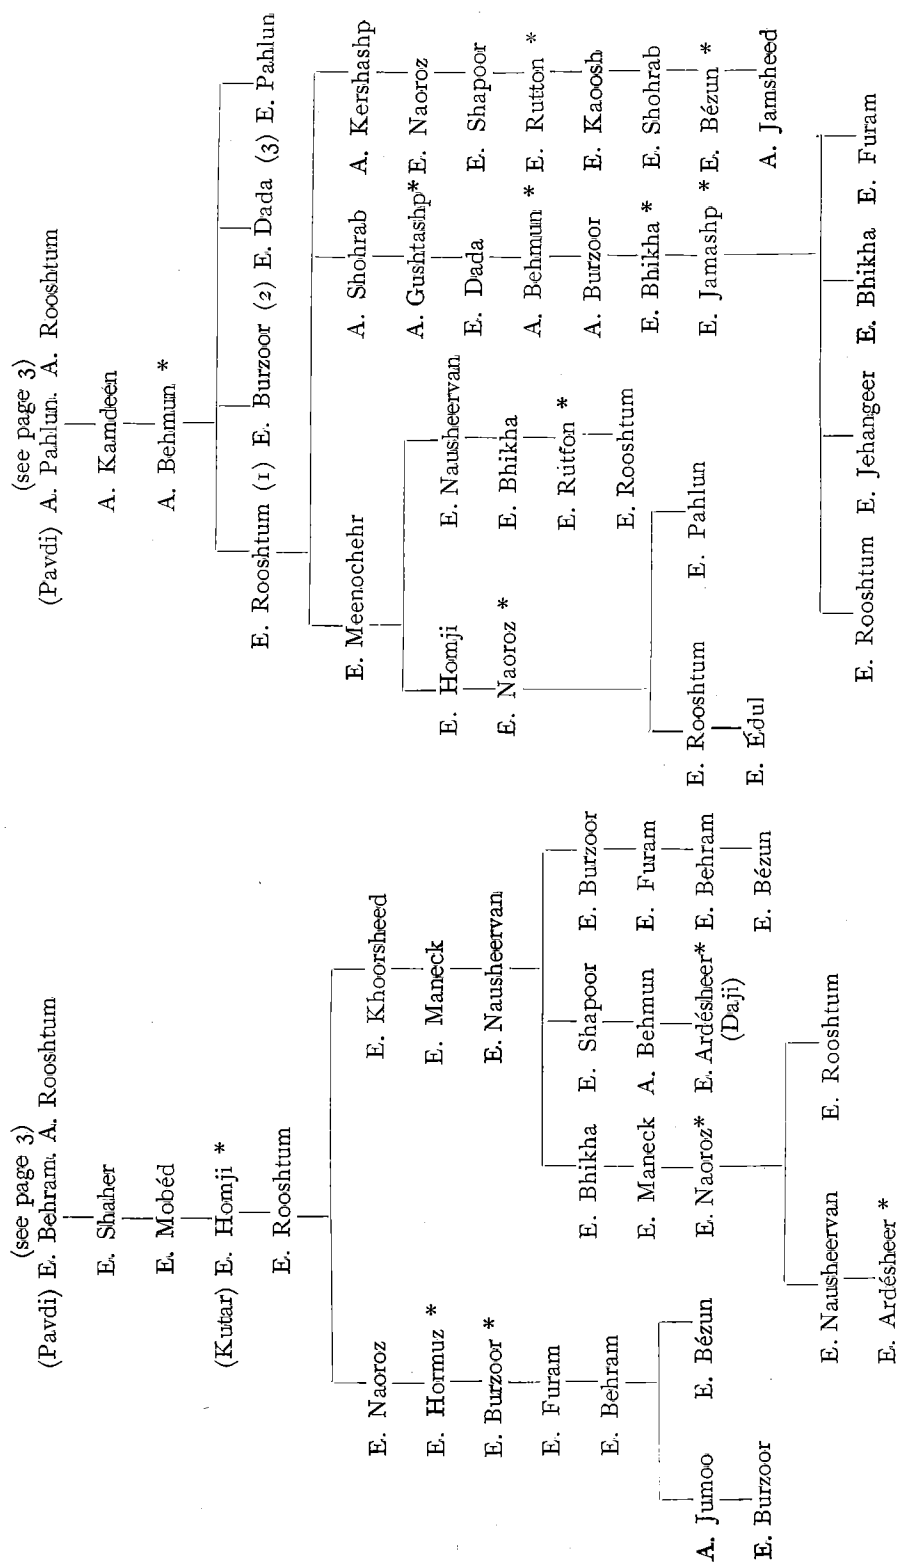 (see page 3)
(Pavdi) E. Behram A. Rooshtum
E. Shaher
E. Mobéd
(Kutar) E. Homji *
E. Rooshtum
E. Naoroz E. Khoorsheed
E. Hormuz * E. Maneck
E. Burzoor * E. Nausheervan
E. Furam
E. Behram
E. Bhikha E. Shapoor E. Burzoor
E. Maneck A. Behmun E. Furam
A. Jumoo E. Bézun E. Naoroz* E. Ardésheer* E. Behram
(Daji)
E. Burzoor E. Bézun
E. Nausheervan E. Rooshtum
E. Ardésheer *
(see page 3)
(Pavdi) A. Pahlun A. Rooshtum
A. Kamdeen
A. Behmun *
E. Rooshtum (1) E. Burzoor (2) E. Dada (3) E. Pahlun
E. Meenochehr A. Shohrab A. Kershashp
A. Gushtashp* E. Naoroz
E. Homji E. Nausheervan E. Dada E. Shapoor
E. Naoroz * E. Bhikha A. Behmun * E. Rutton *
E. Rutton * A. Burzoor E. Kaoosh
E. Rooshtum E. Bhikha * E. Shohrab
E. Rooshtum E. Pahlun E. Jamashp * E. Bézun *
E. Édul A. Jamsheed
E. Rooshtum E. Jehangeer E. Bhikha E. Furam